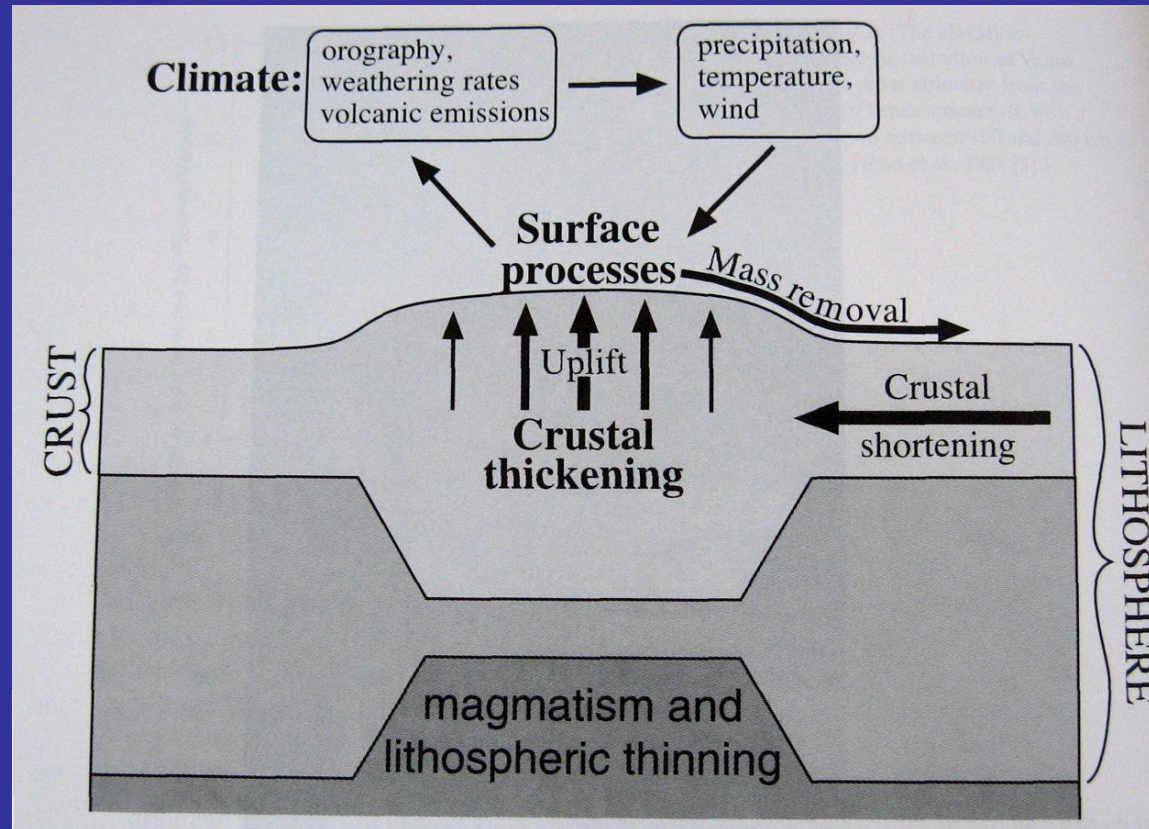 Climate:
orography,
weathering rates
volcanic emissions
precipitation,
temperature,
wind
Surface
processes
Mass removal
Uplift
Crustal
thickening
Crustal
shortening
CRUST
LITHOSPHERE
magmatism and
lithospheric thinning